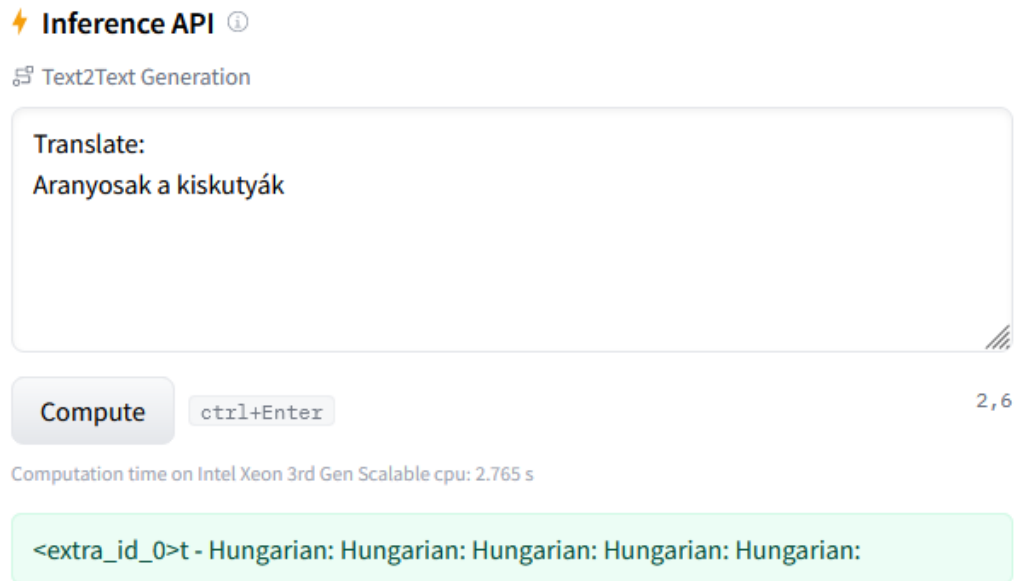 Inference API
Text2Text Generation
Translate:
Aranyosak a kiskutyák
Compute ctrl+Enter 2,6
Computation time on Intel Xeon 3rd Gen Scalable cpu: 2.765 s
<extra_id_0>t - Hungarian: Hungarian: Hungarian: Hungarian: Hungarian: